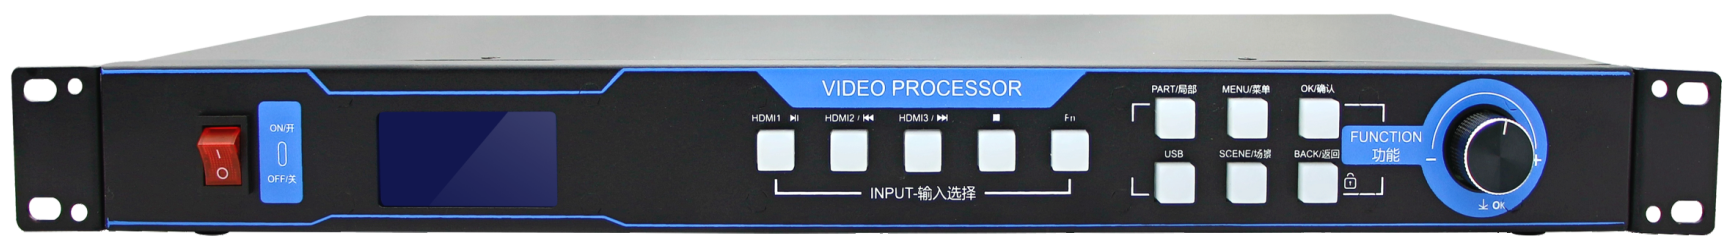 ON/开
OFF/关
VIDEO PROCESSOR
HDMI1 ⏯ HDMI2 / ⏮ HDMI3 / ⏭ ■ Fn
INPUT-输入选择
PART/局部 MENU/菜单 OK/确认
USB SCENE/场景 BACK/返回
FUNCTION
功能
− +
OK